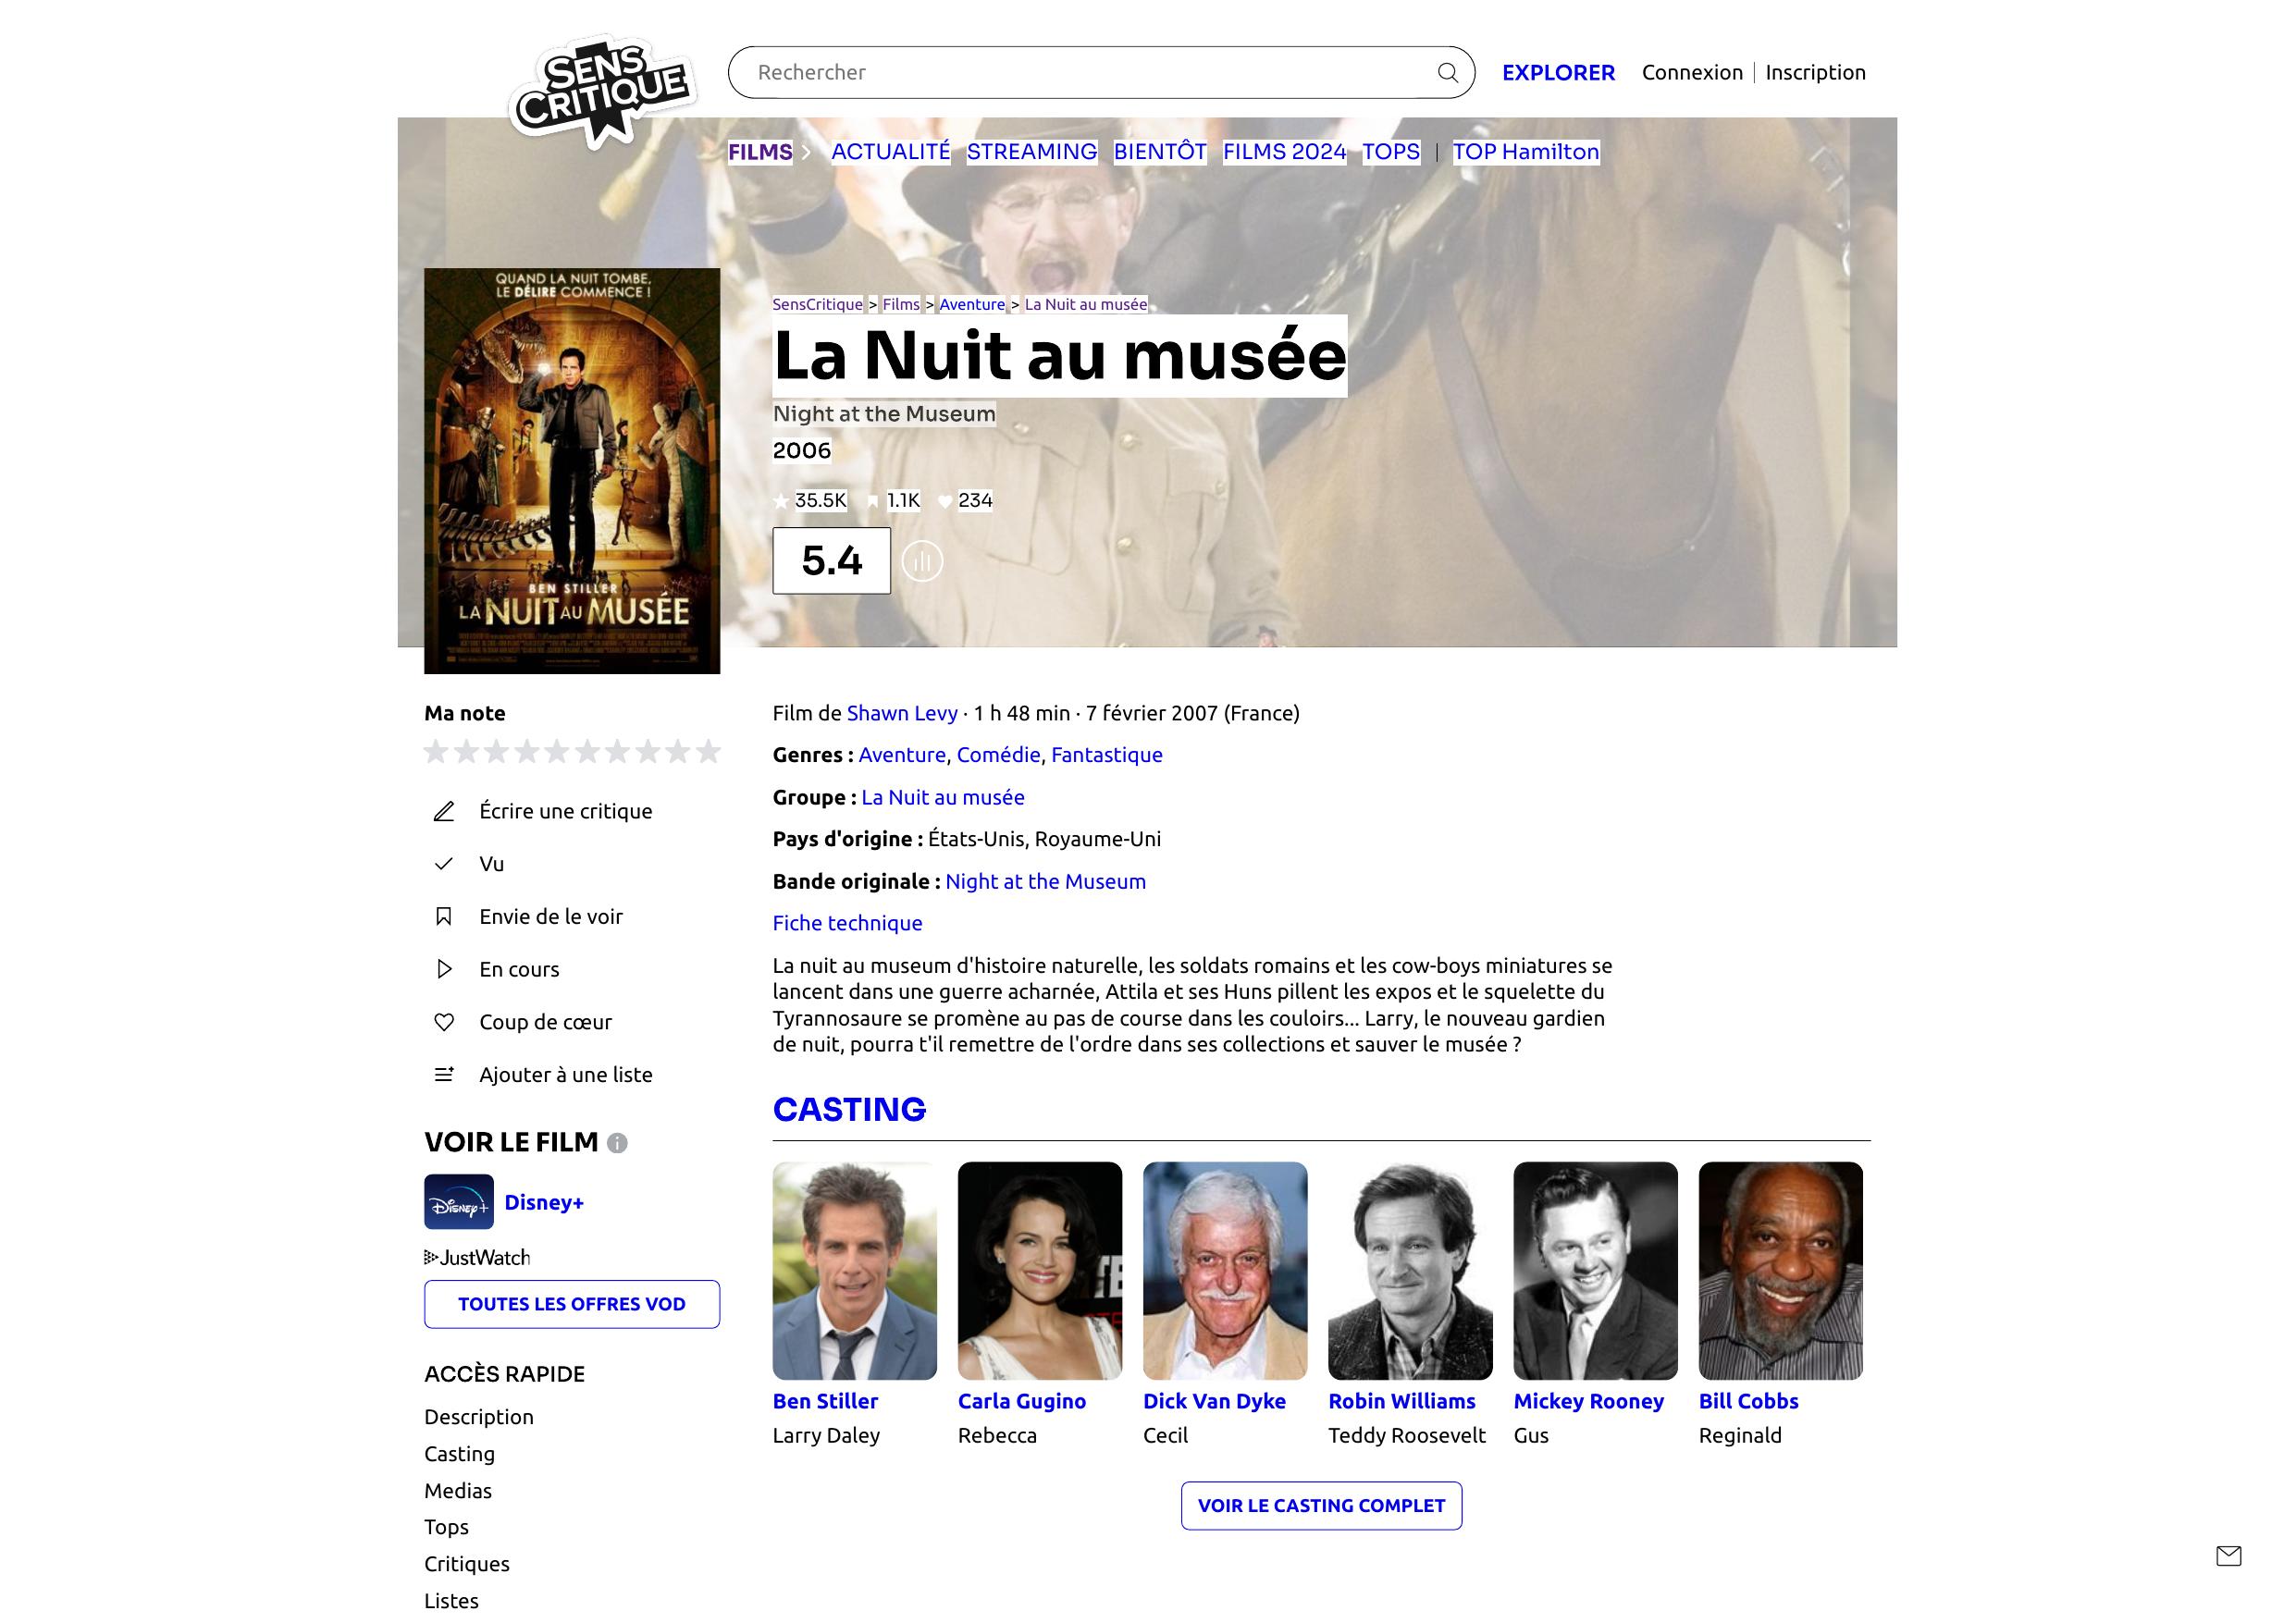 SENS
CRITIQUE
Rechercher
EXPLORER
Connexion
Inscription
FILMS
ACTUALITÉ
STREAMING
BIENTÔT
FILMS 2024
TOPS
TOP Hamilton
QUAND LA NUIT TOMBE,
LE DÉLIRE COMMENCE !
BEN STILLER
LA NUIT AU MUSÉE
SensCritique > Films > Aventure > La Nuit au musée
La Nuit au musée
Night at the Museum
2006
35.5K
1.1K
234
5.4
Ma note
Écrire une critique
Vu
Envie de le voir
En cours
Coup de cœur
Ajouter à une liste
VOIR LE FILM
Disney+
Disney+
JustWatch
TOUTES LES OFFRES VOD
ACCÈS RAPIDE
Description
Casting
Medias
Tops
Critiques
Listes
Film de Shawn Levy · 1 h 48 min · 7 février 2007 (France)
Genres : Aventure, Comédie, Fantastique
Groupe : La Nuit au musée
Pays d'origine : États-Unis, Royaume-Uni
Bande originale : Night at the Museum
Fiche technique
La nuit au museum d'histoire naturelle, les soldats romains et les cow-boys miniatures se
lancent dans une guerre acharnée, Attila et ses Huns pillent les expos et le squelette du
Tyrannosaure se promène au pas de course dans les couloirs... Larry, le nouveau gardien
de nuit, pourra t'il remettre de l'ordre dans ses collections et sauver le musée ?
CASTING
Ben Stiller
Larry Daley
Carla Gugino
Rebecca
Dick Van Dyke
Cecil
Robin Williams
Teddy Roosevelt
Mickey Rooney
Gus
Bill Cobbs
Reginald
VOIR LE CASTING COMPLET